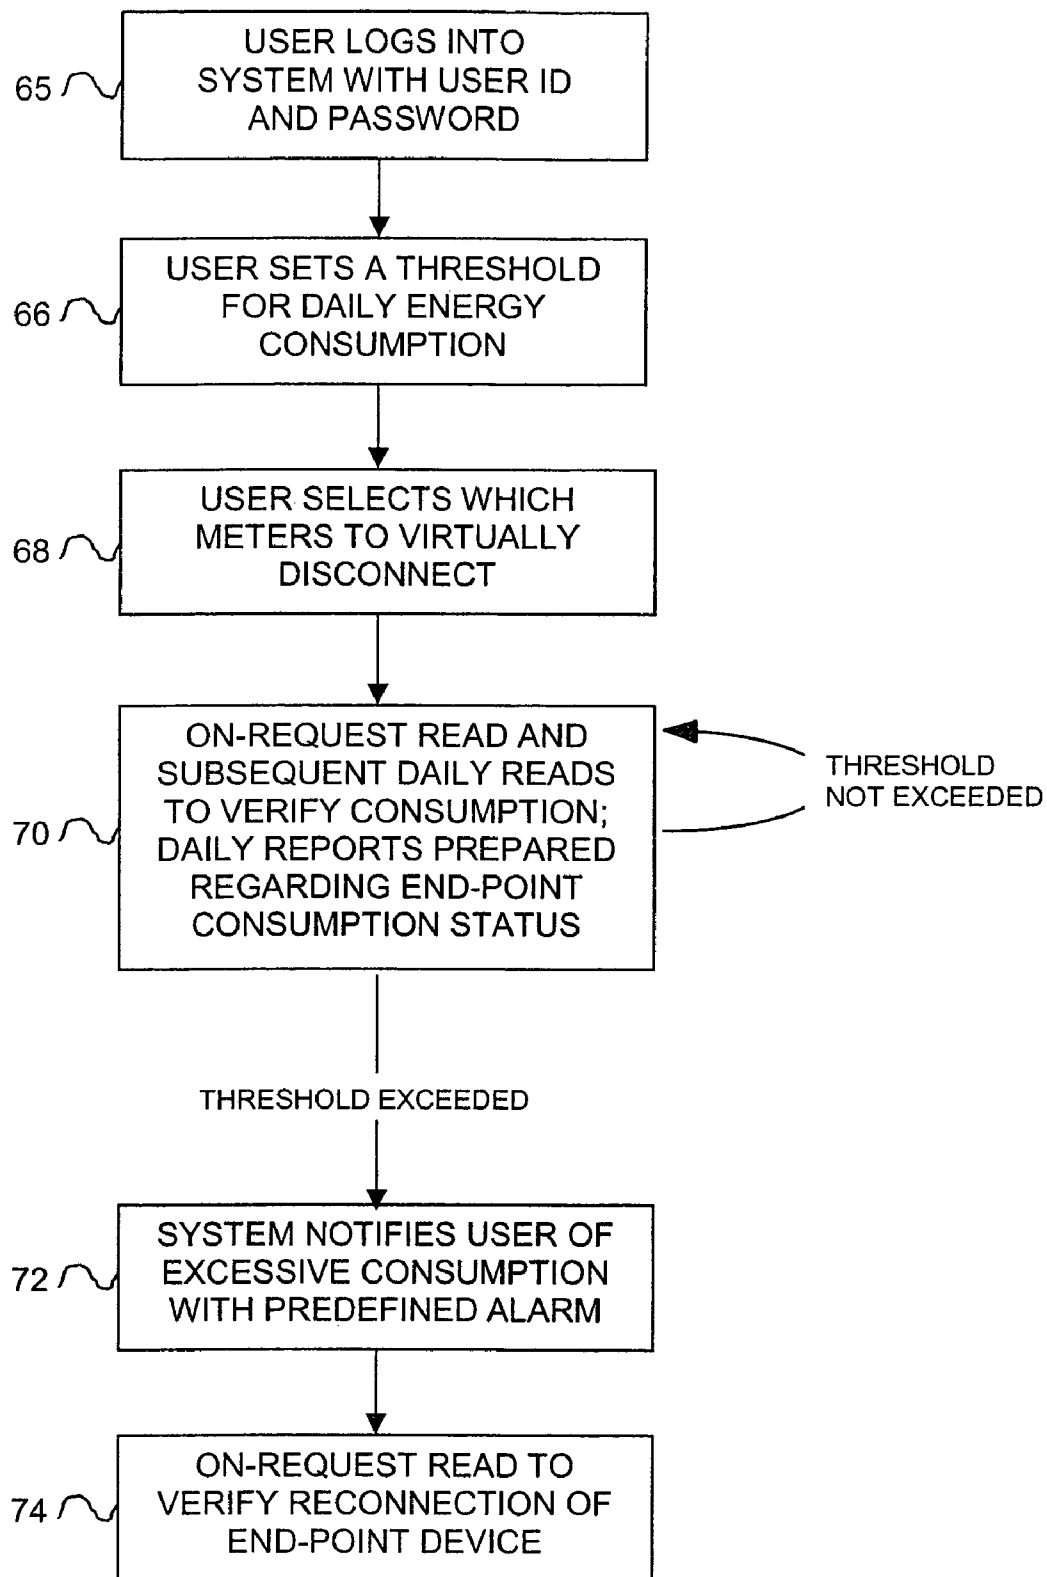 USER LOGS INTO
SYSTEM WITH USER ID
AND PASSWORD
65
USER SETS A THRESHOLD
FOR DAILY ENERGY
CONSUMPTION
66
USER SELECTS WHICH
METERS TO VIRTUALLY
DISCONNECT
68
ON-REQUEST READ AND
SUBSEQUENT DAILY READS
TO VERIFY CONSUMPTION;
DAILY REPORTS PREPARED
REGARDING END-POINT
CONSUMPTION STATUS
70
THRESHOLD
NOT EXCEEDED
THRESHOLD EXCEEDED
SYSTEM NOTIFIES USER OF
EXCESSIVE CONSUMPTION
WITH PREDEFINED ALARM
72
ON-REQUEST READ TO
VERIFY RECONNECTION OF
END-POINT DEVICE
74